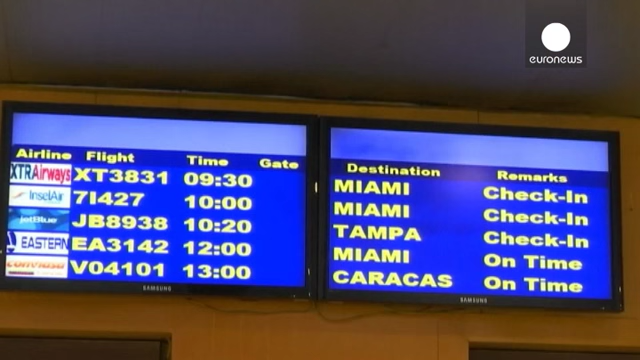 euronews
Airline Flight Time Gate
XTRAirways XT3831 09:30
InselAir 7I427 10:00
jetBlue JB8938 10:20
EASTERN EA3142 12:00
conviasa V04101 13:00
SAMSUNG
Destination Remarks
MIAMI Check-In
MIAMI Check-In
TAMPA Check-In
MIAMI On Time
CARACAS On Time
SAMSUNG